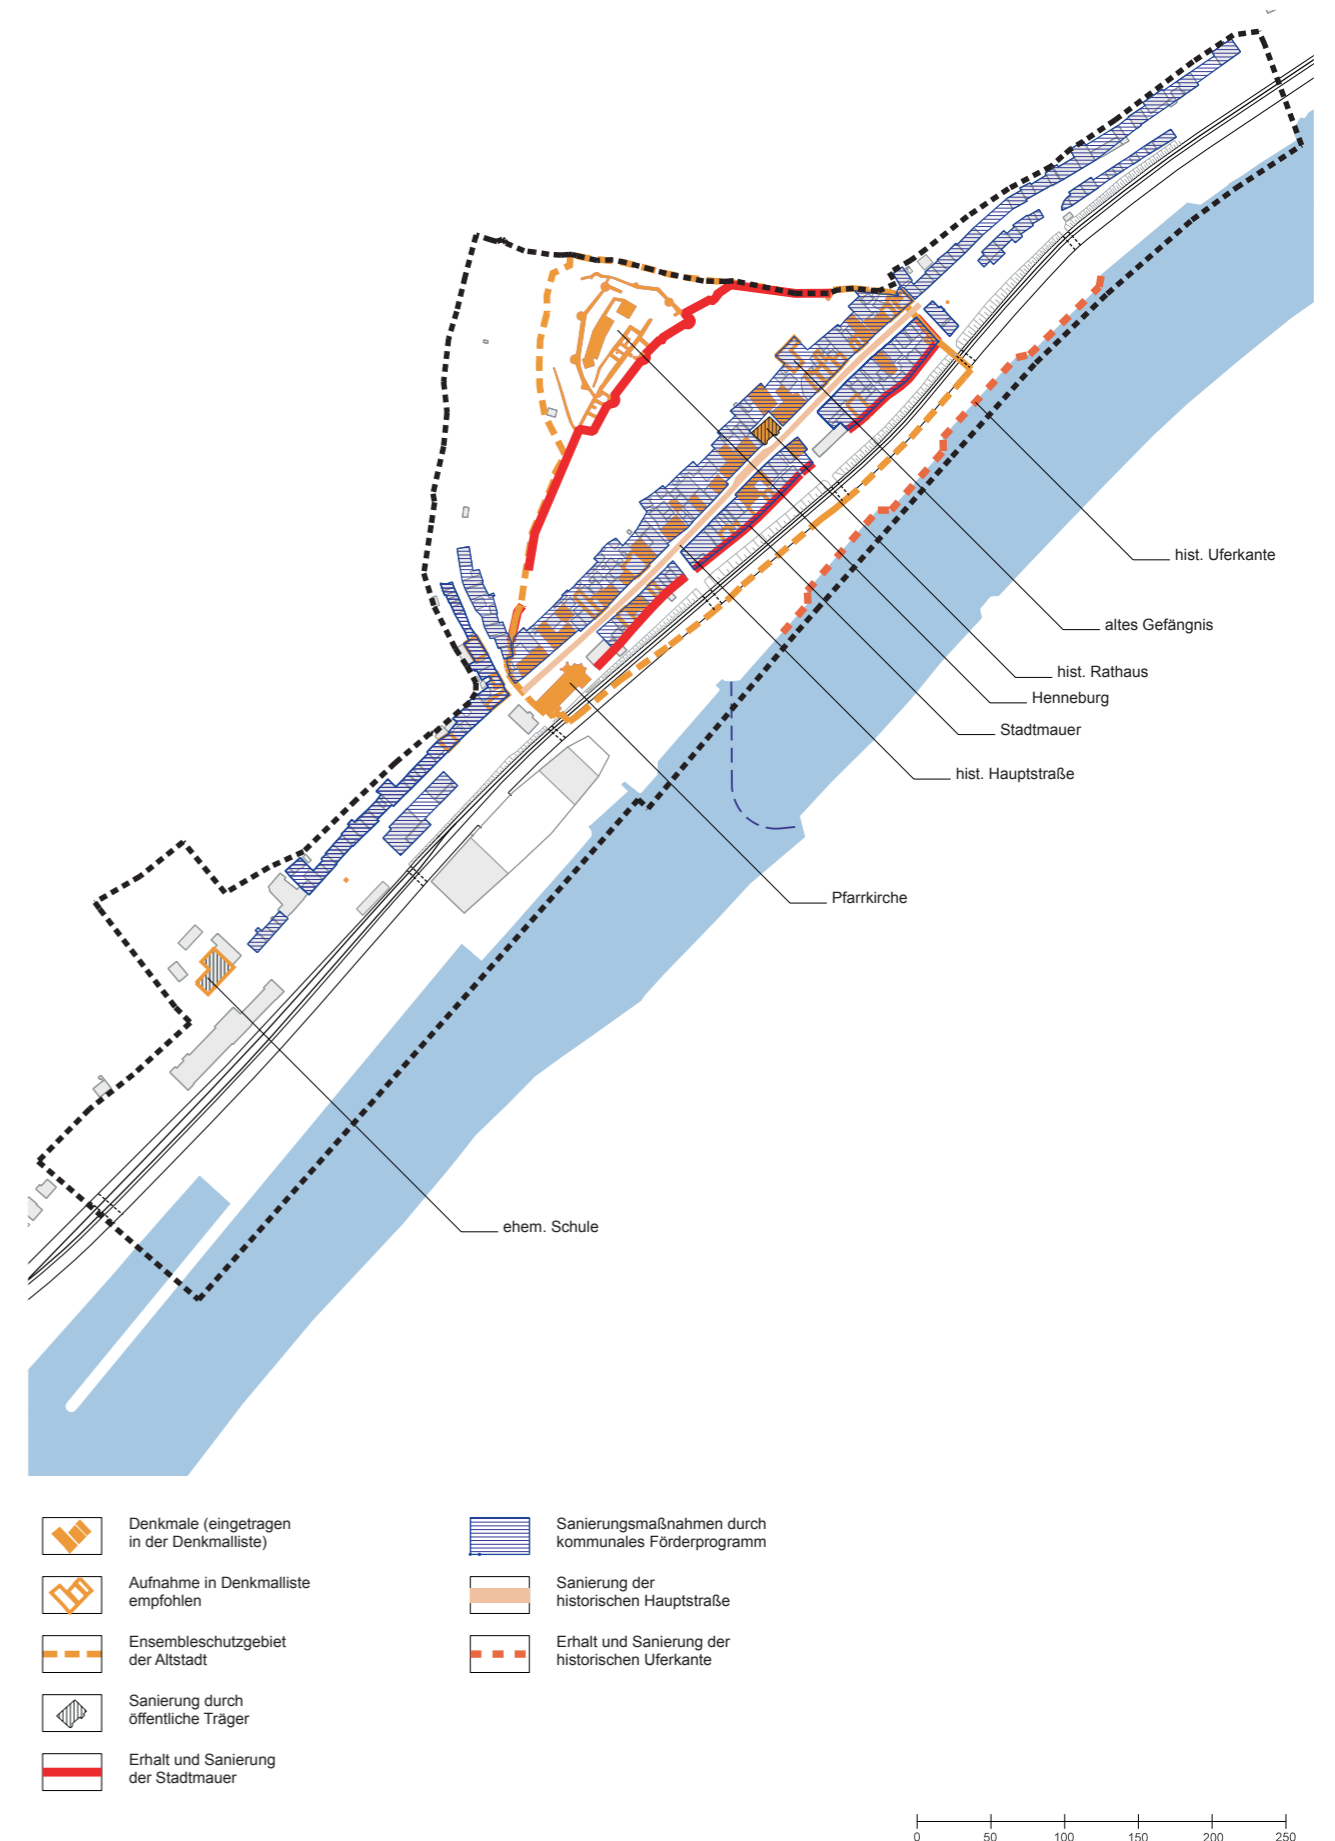 hist. Uferkante
altes Gefängnis
hist. Rathaus
Henneburg
Stadtmauer
hist. Hauptstraße
Pfarrkirche
ehem. Schule
Denkmale (eingetragen
in der Denkmalliste)
Aufnahme in Denkmalliste
empfohlen
Ensembleschutzgebiet
der Altstadt
Sanierung durch
öffentliche Träger
Erhalt und Sanierung
der Stadtmauer
Sanierungsmaßnahmen durch
kommunales Förderprogramm
Sanierung der
historischen Hauptstraße
Erhalt und Sanierung der
historischen Uferkante
0 50 100 150 200 250